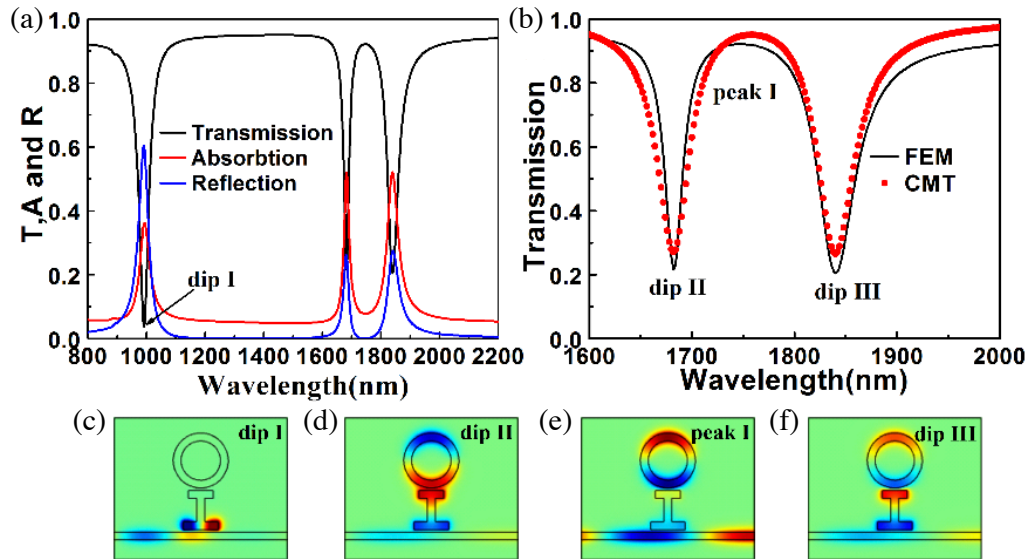 (a)
1.0
0.8
0.6
0.4
0.2
0.0
T,A and R
Transmission
Absorbtion
Reflection
dip I
800 1000 1200 1400 1600 1800 2000 2200
Wavelength(nm)
(b)
1.0
0.8
0.6
0.4
0.2
0.0
Transmission
peak I
FEM
CMT
dip II
dip III
1600 1700 1800 1900 2000
Wavelength(nm)
(c)
dip I
(d)
dip II
(e)
peak I
(f)
dip III